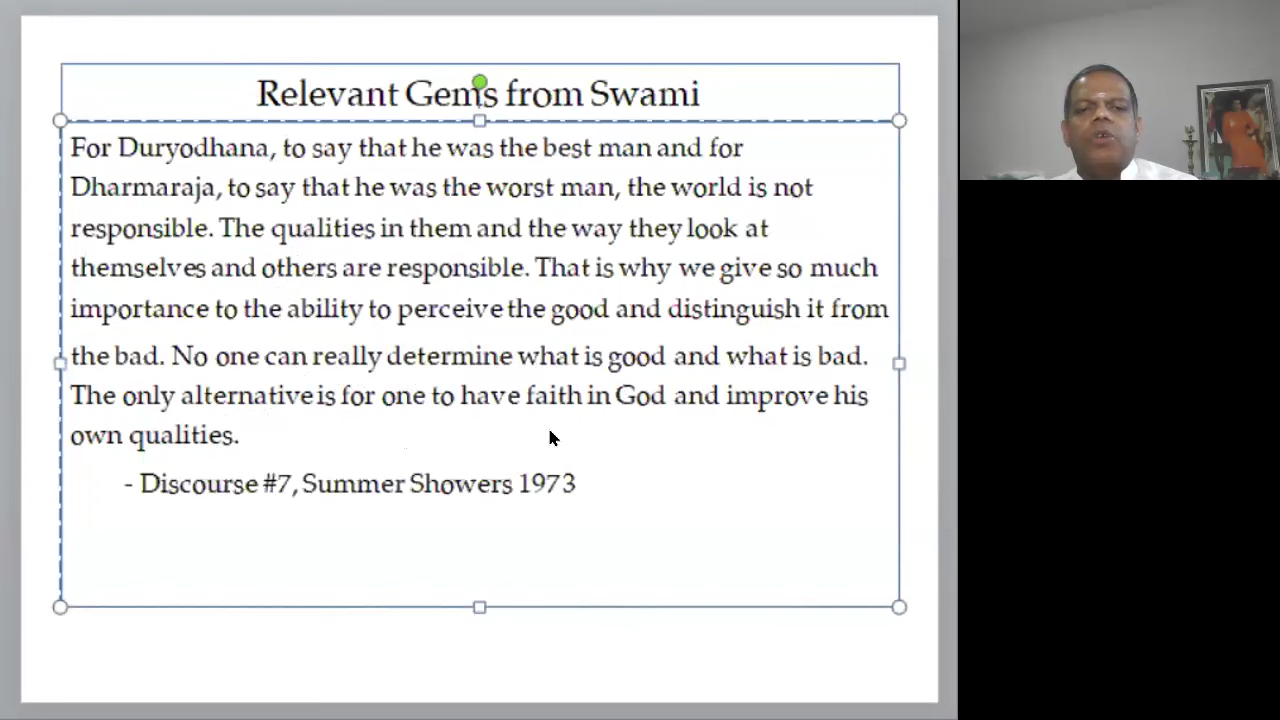 Relevant Gems from Swami
For Duryodhana, to say that he was the best man and for
Dharmaraja, to say that he was the worst man, the world is not
responsible. The qualities in them and the way they look at
themselves and others are responsible. That is why we give so much
importance to the ability to perceive the good and distinguish it from
the bad. No one can really determine what is good and what is bad.
The only alternative is for one to have faith in God and improve his
own qualities.
- Discourse #7, Summer Showers 1973